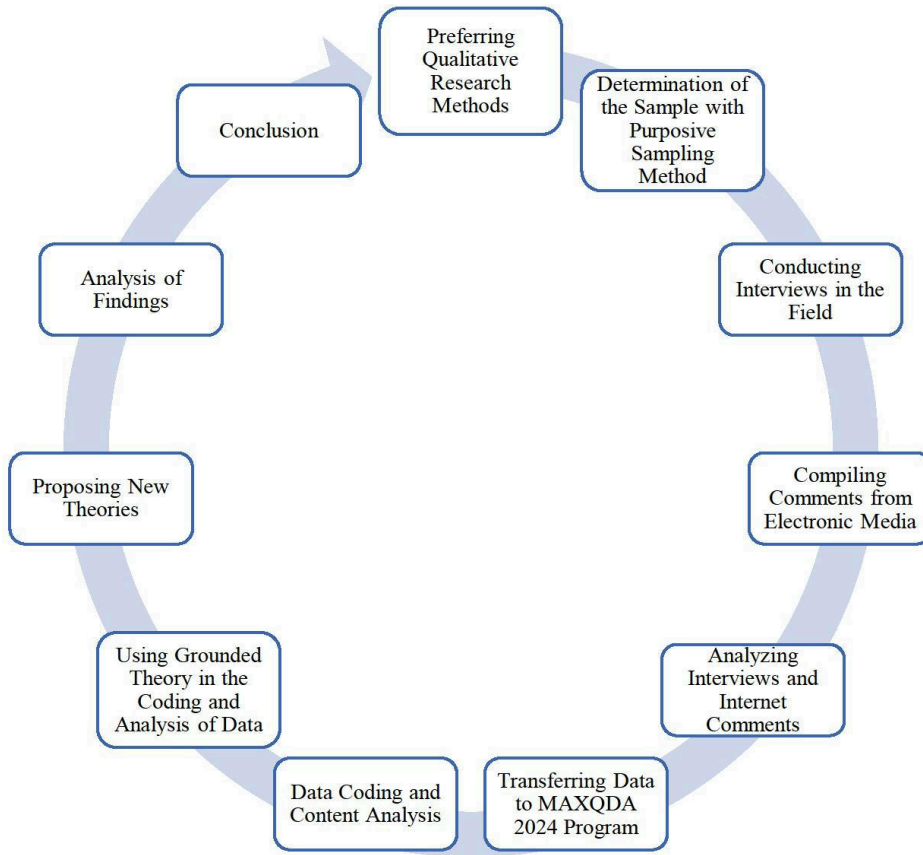 Preferring
Qualitative
Research
Methods
Determination of
the Sample with
Purposive
Sampling
Method
Conducting
Interviews in the
Field
Compiling
Comments from
Electronic Media
Analyzing
Interviews and
Internet
Comments
Transferring Data
to MAXQDA
2024 Program
Data Coding and
Content Analysis
Using Grounded
Theory in the
Coding and
Analysis of Data
Proposing New
Theories
Analysis of
Findings
Conclusion